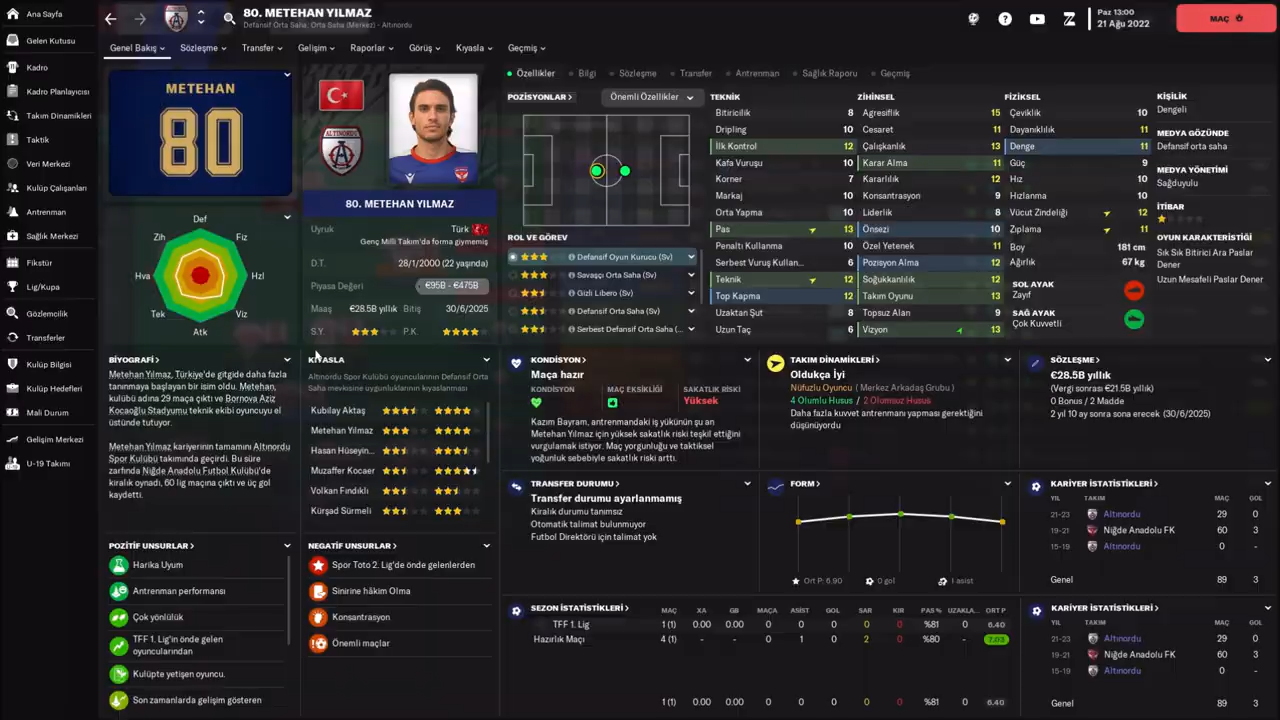 Ana Sayfa
Gelen Kutusu
Kadro
Kadro Planlayıcısı
Takım Dinamikleri
Taktik
Veri Merkezi
Kulüp Çalışanları
Antrenman
Sağlık Merkezi
Fikstür
Lig/Kupa
Gözlemcilik
Transferler
Kulüp Bilgisi
Kulüp Hedefleri
Mali Durum
Gelişim Merkezi
U-19 Takımı
80. METEHAN YILMAZ
Defansif Orta Saha, Orta Saha (Merkez) - Altınordu
Paz 13:00
21 Ağu 2022
MAÇ
Genel Bakış Sözleşme Transfer Gelişim Raporlar Görüş Kıyasla Geçmiş
METEHAN
80
ALTINORDU
80. METEHAN YILMAZ
Uyruk Türk
Genç Milli Takım'da forma giymemiş
D.T. 28/1/2000 (22 yaşında)
Piyasa Değeri €95B - €475B
Maaş €28.5B yıllık Bitiş 30/6/2025
S.Y. P.K.
Def
Fiz
Hzl
Viz
Atk
Tek
Hva
Zih
Özellikler Bilgi Sözleşme Transfer Antrenman Sağlık Raporu Geçmiş
POZİSYONLAR
Önemli Özellikler
ROL VE GÖREV
Defansif Oyun Kurucu (Sv)
Savaşçı Orta Saha (Sv)
Gizli Libero (Sv)
Defansif Orta Saha (Sv)
Serbest Defansif Orta Saha (...
TEKNİK
Bitiricilik 8
Dripling 10
İlk Kontrol 12
Kafa Vuruşu 10
Korner 7
Markaj 10
Orta Yapma 10
Pas 13
Penaltı Kullanma 10
Serbest Vuruş Kullan... 6
Teknik 12
Top Kapma 12
Uzaktan Şut 8
Uzun Taç 6
ZİHİNSEL
Agresiflik 15
Cesaret 11
Çalışkanlık 13
Karar Alma 11
Kararlılık 12
Konsantrasyon 9
Liderlik 8
Önsezi 10
Özel Yetenek 11
Pozisyon Alma 12
Soğukkanlılık 12
Takım Oyunu 13
Topsuz Alan 9
Vizyon 13
FİZİKSEL
Çeviklik 10
Dayanıklılık 11
Denge 11
Güç 9
Hız 10
Hızlanma 10
Vücut Zindeliği 12
Zıplama 11
Boy 181 cm
Ağırlık 67 kg
SOL AYAK
Zayıf
SAĞ AYAK
Çok Kuvvetli
KİŞİLİK
Dengeli
MEDYA GÖZÜNDE
Defansif orta saha
MEDYA YÖNETİMİ
Sağduyulu
İTİBAR
OYUN KARAKTERİSTİĞİ
Sık Sık Bitirici Ara Paslar
Dener
Uzun Mesafeli Paslar Dener
BİYOGRAFİ
Metehan Yılmaz, Türkiye'de gitgide daha fazla
tanınmaya başlayan bir isim oldu. Metehan,
kulübü adına 29 maça çıktı ve Bornova Aziz
Kocaoğlu Stadyumu teknik ekibi oyuncuyu el
üstünde tutuyor.
Metehan Yılmaz kariyerinin tamamını Altınordu
Spor Kulübü takımında geçirdi. Bu süre
zarfında Niğde Anadolu Futbol Kulübü'de
kiralık oynadı, 60 lig maçına çıktı ve üç gol
kaydetti.
KIYASLA
Altınordu Spor Kulübü oyuncularının Defansif Orta
Saha mevkisine uygunluklarının kıyaslanması
Kubilay Aktaş
Metehan Yılmaz
Hasan Hüseyin...
Muzaffer Kocaer
Volkan Fındıklı
Kürşad Sürmeli
POZİTİF UNSURLAR
Harika Uyum
Antrenman performansı
Çok yönlülük
TFF 1. Lig'in önde gelen
oyuncularından
Kulüpte yetişen oyuncu.
Son zamanlarda gelişim gösteren
NEGATİF UNSURLAR
Spor Toto 2. Lig'de önde gelenlerden
Sinirine hâkim Olma
Konsantrasyon
Önemli maçlar
KONDİSYON
Maça hazır
KONDİSYON MAÇ EKSİKLİĞİ SAKATLIK RİSKİ
Yüksek
Kazım Bayram, antrenmandaki iş yükünün şu an
Metehan Yılmaz için yüksek sakatlık riski teşkil ettiğini
vurgulamak istiyor. Maç yorgunluğu ve taktiksel
yoğunluk sebebiyle sakatlık riski arttı.
TAKIM DİNAMİKLERİ
Oldukça İyi
Nüfuzlu Oyuncu ( Merkez Arkadaş Grubu )
4 Olumlu Husus / 2 Olumsuz Husus
Daha fazla kuvvet antrenmanı yapması gerektiğini
düşünüyordu
SÖZLEŞME
€28.5B yıllık
(Vergi sonrası €21.5B yıllık)
0 Bonus / 2 Madde
2 yıl 10 ay sonra sona erecek (30/6/2025)
TRANSFER DURUMU
Transfer durumu ayarlanmamış
Kiralık durumu tanımsız
Otomatik talimat bulunmuyor
Futbol Direktörü için talimat yok
FORM
Ort P: 6.90 0 gol 1 asist
KARİYER İSTATİSTİKLERİ
YIL TAKIM MAÇ GOL
21-23 Altınordu 29 0
19-21 Niğde Anadolu FK 60 3
15-19 Altınordu 0 -
Genel 89 3
SEZON İSTATİSTİKLERİ MAÇ XA GB MAÇA ASİST GOL SAR KIR PAS % UZAKLA... ORT P
TFF 1. Lig 1 (1) 0.00 0.00 0 0 0 0 0 %81 0 6.40
Hazırlık Maçı 4 (1) - - 0 1 0 2 0 %80 - 7.03
1 (1) 0.00 0.00 0 0 0 0 0 %81 0 6.40
KARİYER İSTATİSTİKLERİ
YIL TAKIM MAÇ GOL
21-23 Altınordu 29 0
19-21 Niğde Anadolu FK 60 3
15-19 Altınordu 0 -
Genel 89 3